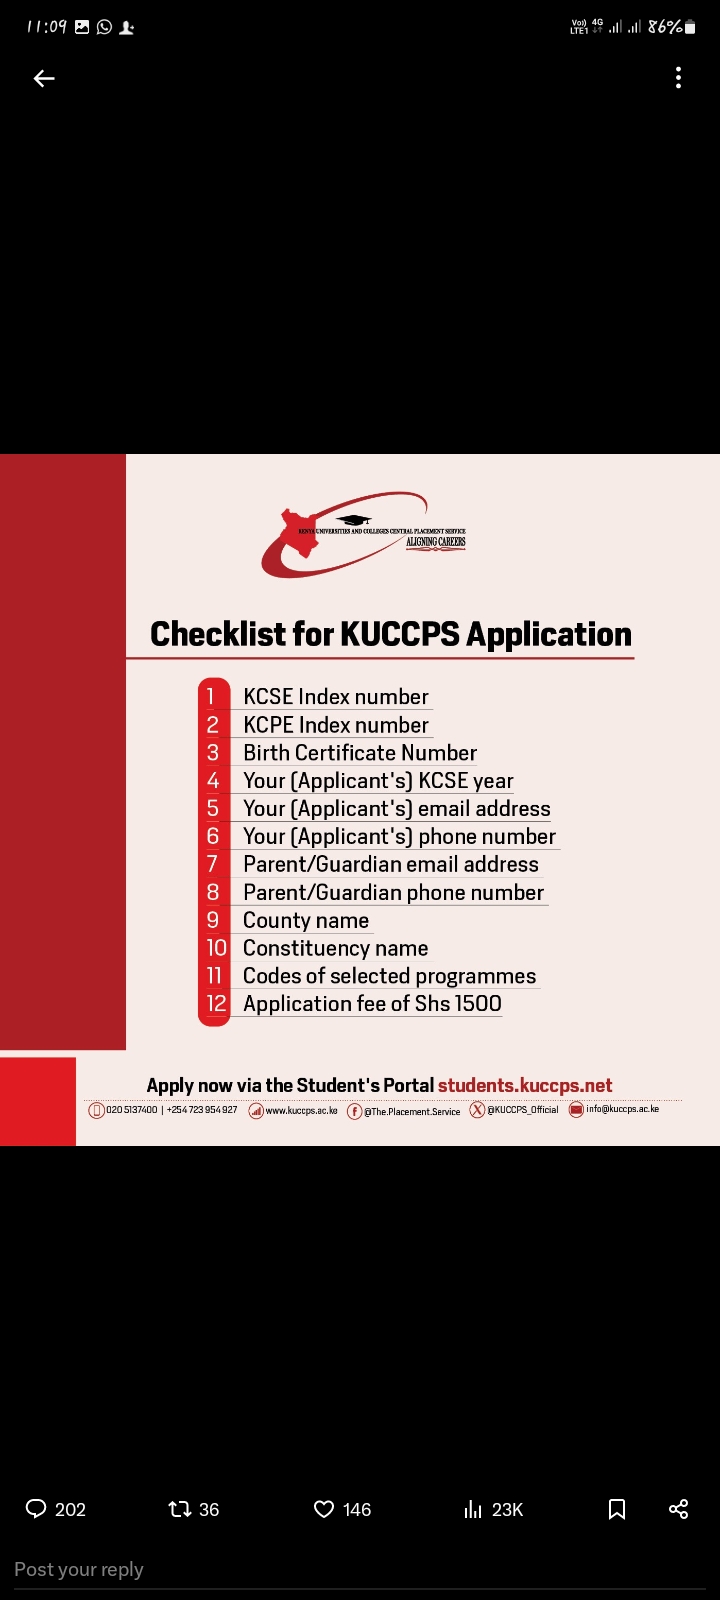 11:09
Vo)) 4G
LTE1
86%
KENYA UNIVERSITIES AND COLLEGES CENTRAL PLACEMENT SERVICE
ALIGNING CAREERS
Checklist for KUCCPS Application
1 KCSE Index number
2 KCPE Index number
3 Birth Certificate Number
4 Your (Applicant's) KCSE year
5 Your (Applicant's) email address
6 Your (Applicant's) phone number
7 Parent/Guardian email address
8 Parent/Guardian phone number
9 County name
10 Constituency name
11 Codes of selected programmes
12 Application fee of Shs 1500
Apply now via the Student's Portal students.kuccps.net
020 5137400 | +254 723 954 927 www.kuccps.ac.ke @The.Placement.Service @KUCCPS_Official info@kuccps.ac.ke
202 36 146 23K
Post your reply